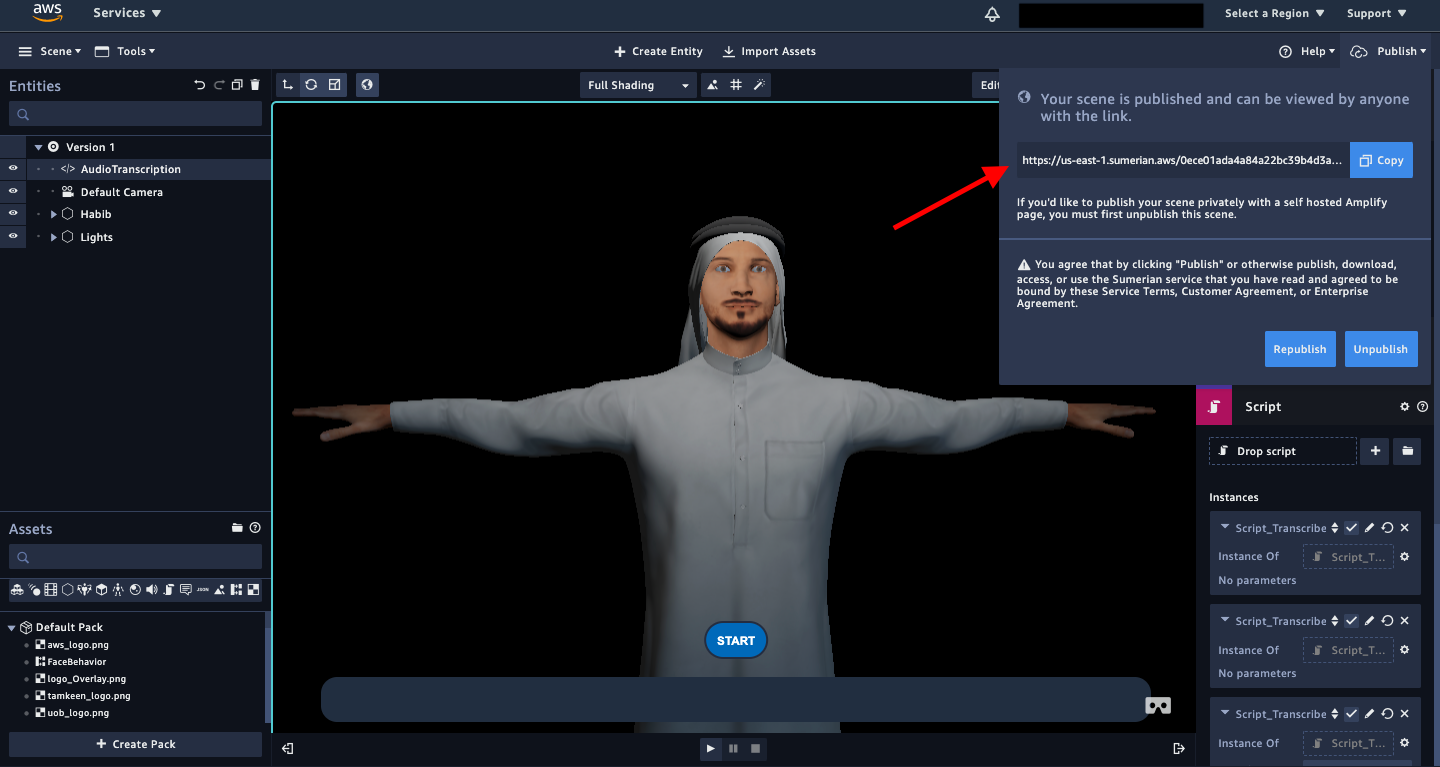 aws
Services
Select a Region
Support
Scene
Tools
Create Entity
Import Assets
Help
Publish
Entities
Full Shading
Edi
Version 1
</> AudioTranscription
Default Camera
Habib
Lights
Your scene is published and can be viewed by anyone
with the link.
https://us-east-1.sumerian.aws/0ece01ada4a84a22bc39b4d3a...
Copy
If you'd like to publish your scene privately with a self hosted Amplify
page, you must first unpublish this scene.
You agree that by clicking "Publish" or otherwise publish, download,
access, or use the Sumerian service that you have read and agreed to be
bound by these Service Terms, Customer Agreement, or Enterprise
Agreement.
Republish
Unpublish
Script
Drop script
Instances
Script_Transcribe
Instance Of
Script_T...
No parameters
Script_Transcribe
Instance Of
Script_T...
No parameters
Script_Transcribe
Instance Of
Script_T...
START
Assets
JSON
Default Pack
aws_logo.png
FaceBehavior
logo_Overlay.png
tamkeen_logo.png
uob_logo.png
Create Pack